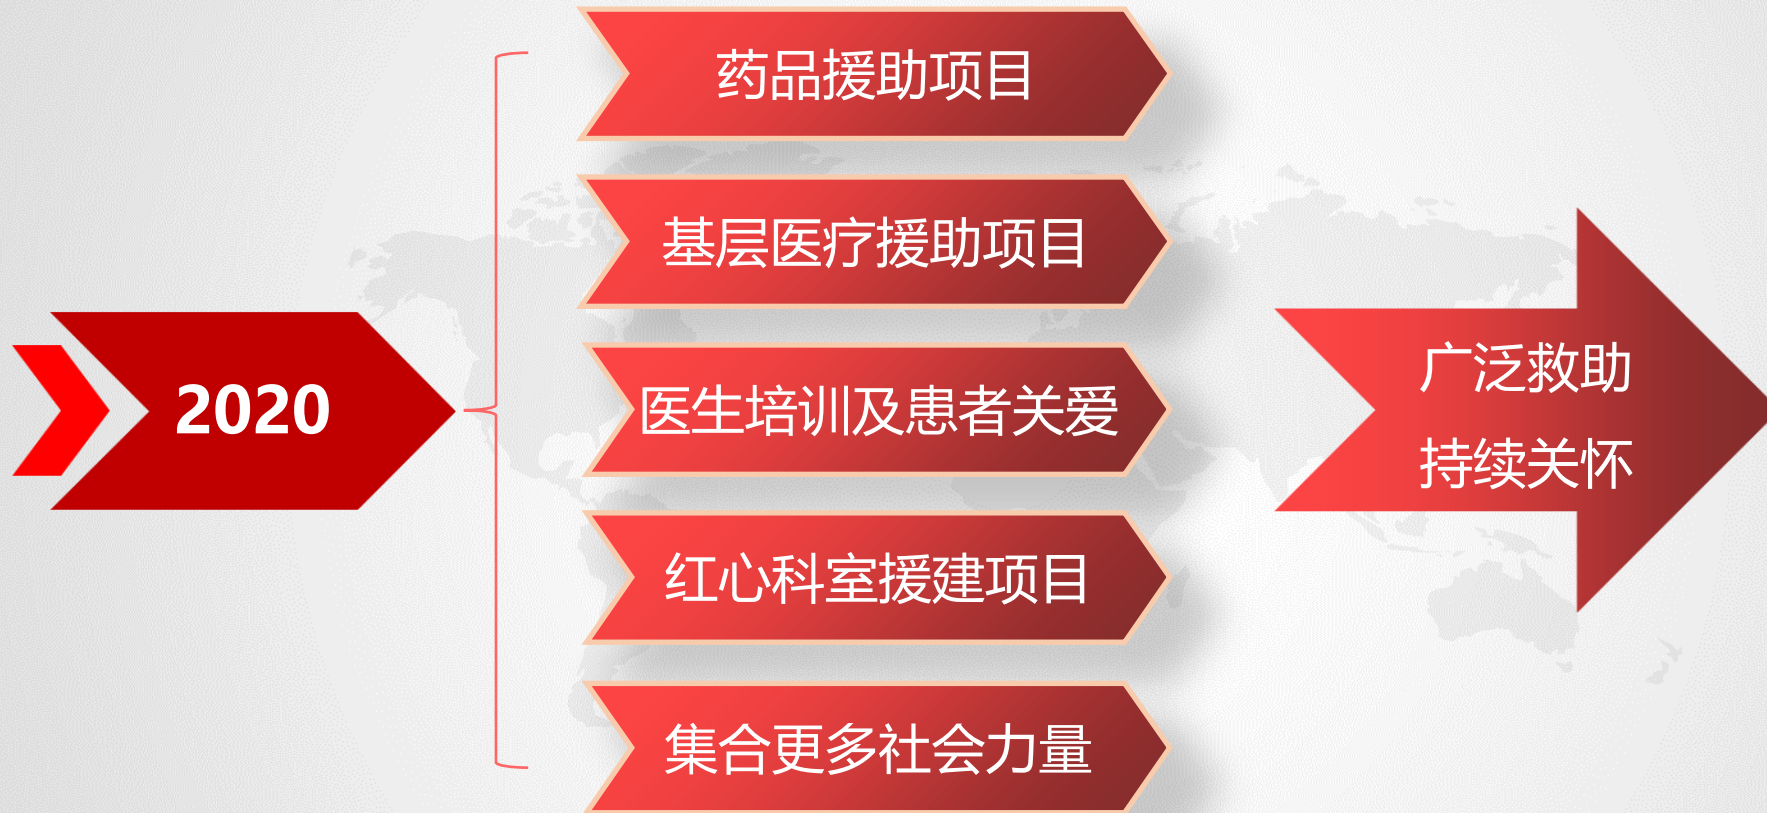 2020
药品援助项目
基层医疗援助项目
医生培训及患者关爱
红心科室援建项目
集合更多社会力量
广泛救助
持续关怀